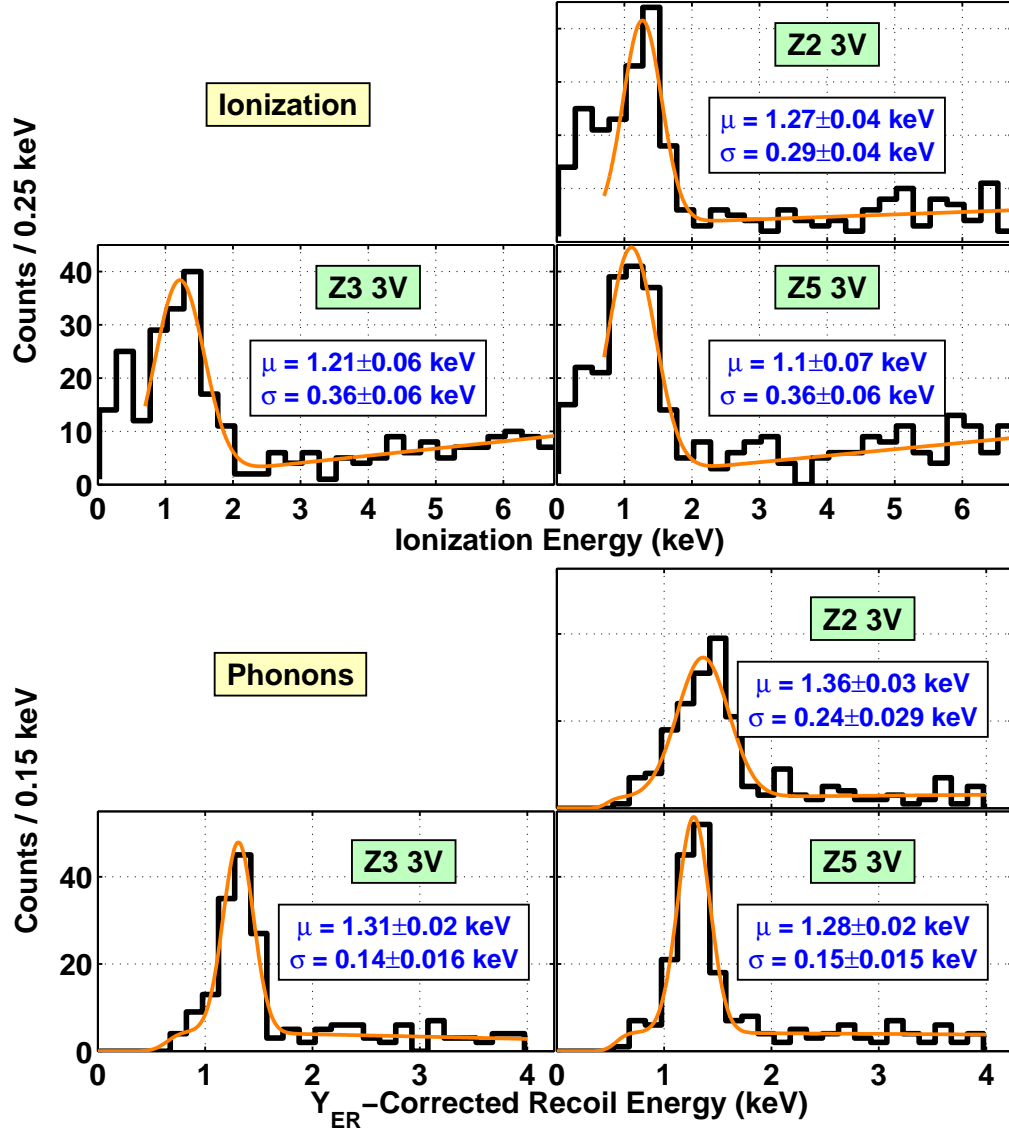 Z2 3V
Ionization
μ = 1.27±0.04 keV
σ = 0.29±0.04 keV
Counts / 0.25 keV
40
30
20
10
0
Z3 3V
μ = 1.21±0.06 keV
σ = 0.36±0.06 keV
Z5 3V
μ = 1.1±0.07 keV
σ = 0.36±0.06 keV
0 1 2 3 4 5 6 0 1 2 3 4 5 6
Ionization Energy (keV)
Z2 3V
Phonons
μ = 1.36±0.03 keV
σ = 0.24±0.029 keV
Counts / 0.15 keV
40
20
0
Z3 3V
μ = 1.31±0.02 keV
σ = 0.14±0.016 keV
Z5 3V
μ = 1.28±0.02 keV
σ = 0.15±0.015 keV
0 1 2 3 4 0 1 2 3 4
Y_ER−Corrected Recoil Energy (keV)